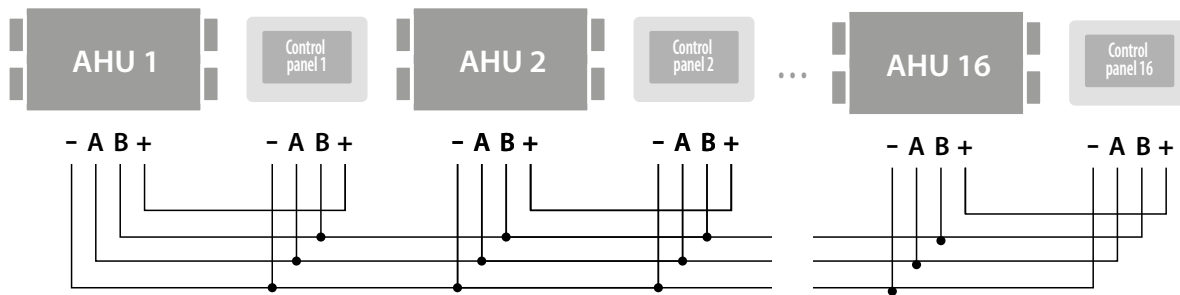 AHU 1
Control
panel 1
AHU 2
Control
panel 2
...
AHU 16
Control
panel 16
– A B +
– A B +
– A B +
– A B +
– A B +
– A B +